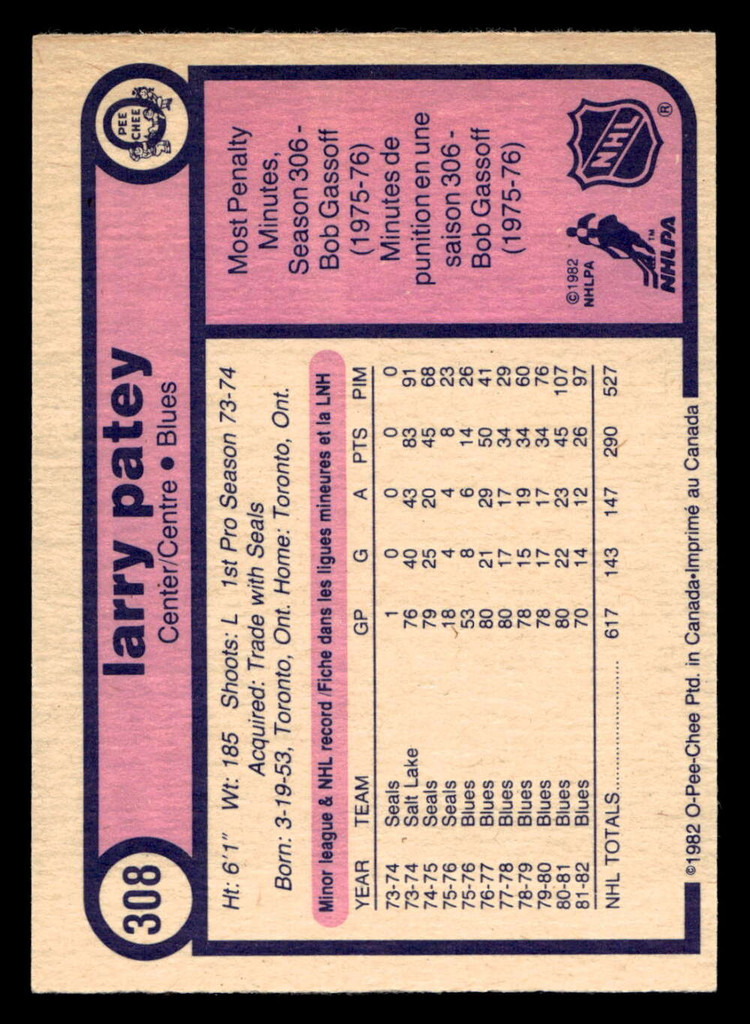 308
larry patey
Center/Centre • Blues
O
PEE
CHEE
Ht: 6'1" Wt: 185 Shoots: L 1st Pro Season 73-74
Acquired: Trade with Seals
Born: 3-19-53, Toronto, Ont. Home: Toronto, Ont.
Minor league & NHL record/Fiche dans les ligues mineures et la LNH
YEAR TEAM GP G A PTS PIM
73-74 Seals 1 0 0 0 0
73-74 Salt Lake 76 40 43 83 91
74-75 Seals 79 25 20 45 68
75-76 Seals 18 4 4 8 23
75-76 Blues 53 8 6 14 26
76-77 Blues 80 21 29 50 41
77-78 Blues 80 17 17 34 29
78-79 Blues 78 15 19 34 60
79-80 Blues 78 17 17 34 76
80-81 Blues 80 22 23 45 107
81-82 Blues 70 14 12 26 97
NHL TOTALS.................... 617 143 147 290 527
Most Penalty
Minutes,
Season 306 -
Bob Gassoff
(1975-76)
Minutes de
punition en une
saison 306 -
Bob Gassoff
(1975-76)
©1982
NHLPA
NHLPA™
NHL
®
©1982 O-Pee-Chee Ptd. in Canada•Imprimé au Canada